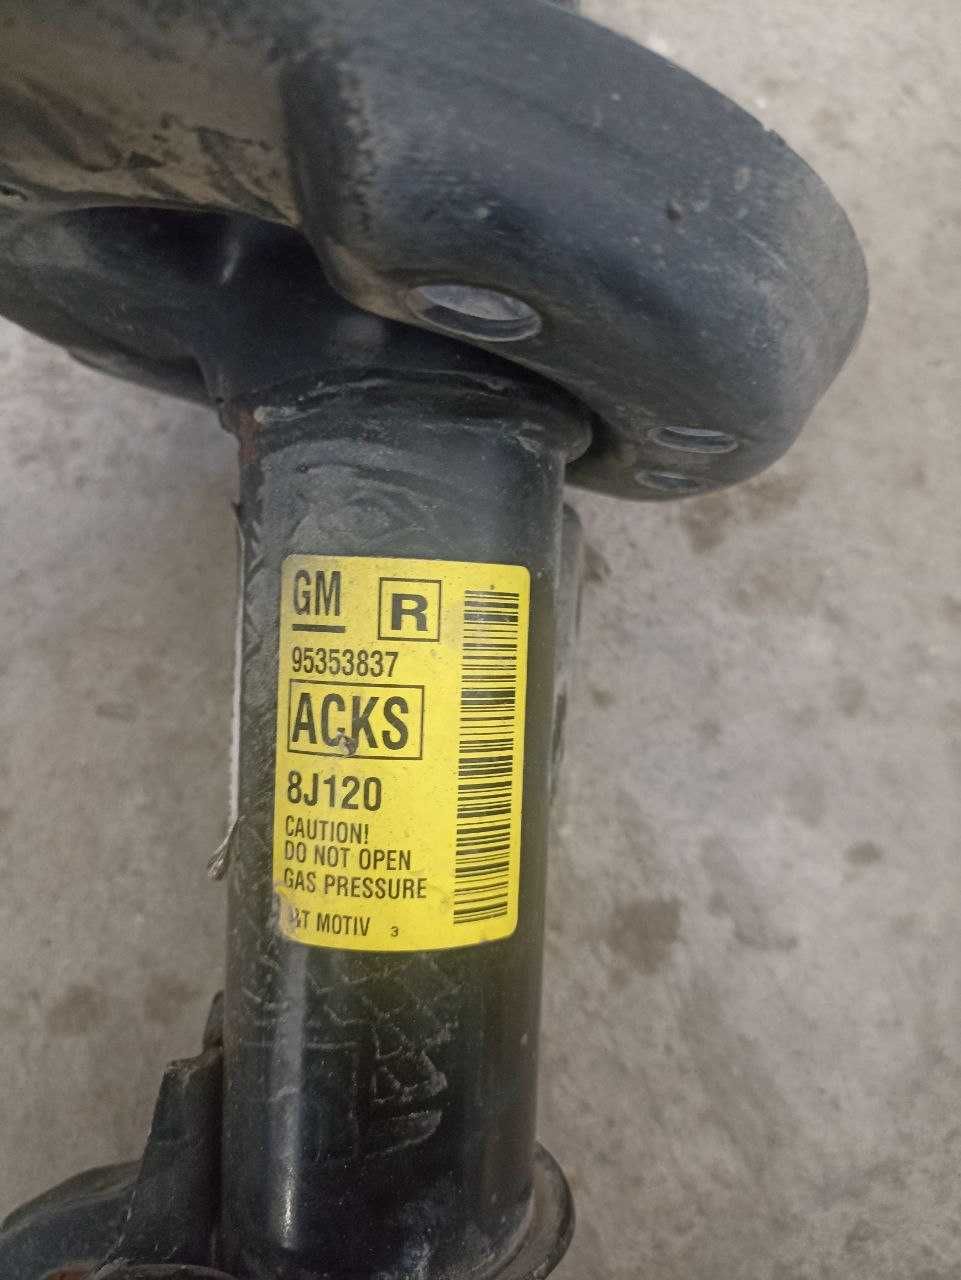 GM
R
95353837
ACKS
8J120
CAUTION!
DO NOT OPEN
GAS PRESSURE
MOTIV 3